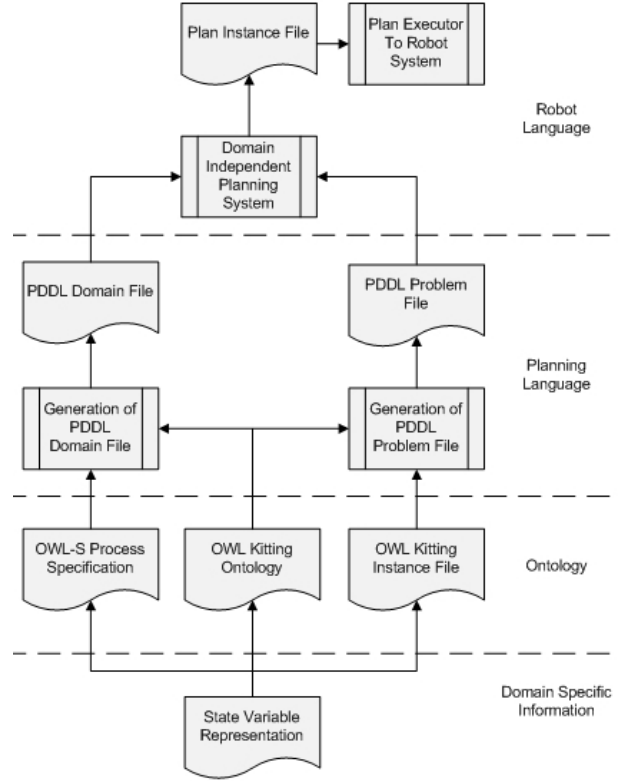 Plan Instance File
Plan Executor
To Robot
System
Robot
Language
Domain
Independent
Planning
System
PDDL Domain File
PDDL Problem
File
Planning
Language
Generation of
PDDL
Domain File
Generation of
PDDL
Problem File
OWL-S Process
Specification
OWL Kitting
Ontology
OWL Kitting
Instance File
Ontology
Domain Specific
Information
State Variable
Representation